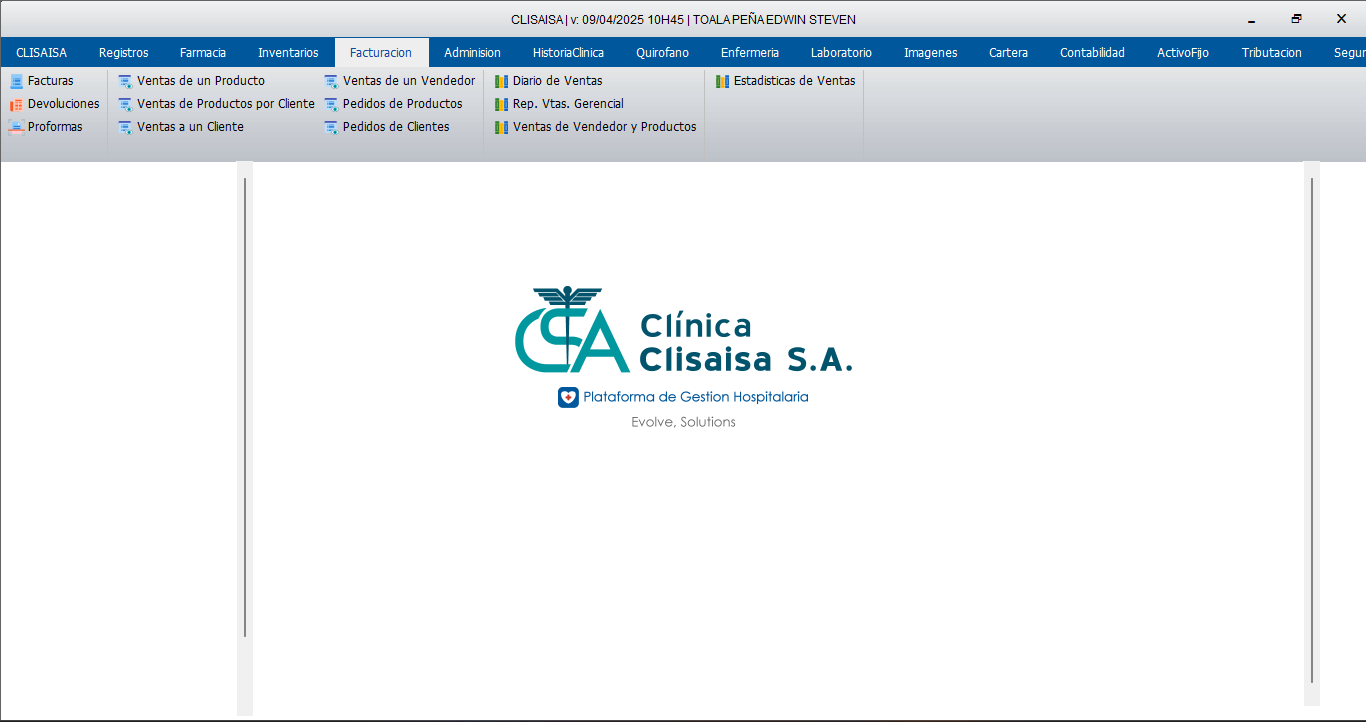 CLISAISA | v: 09/04/2025 10H45 | TOALA PEÑA EDWIN STEVEN
CLISAISA Registros Farmacia Inventarios Facturacion Adminision HistoriaClinica Quirofano Enfermeria Laboratorio Imagenes Cartera Contabilidad ActivoFijo Tributacion Segur
Facturas Ventas de un Producto Ventas de un Vendedor Diario de Ventas Estadisticas de Ventas
Devoluciones Ventas de Productos por Cliente Pedidos de Productos Rep. Vtas. Gerencial
Proformas Ventas a un Cliente Pedidos de Clientes Ventas de Vendedor y Productos
CSA
Clínica
Clisaisa S.A.
Plataforma de Gestion Hospitalaria
Evolve, Solutions